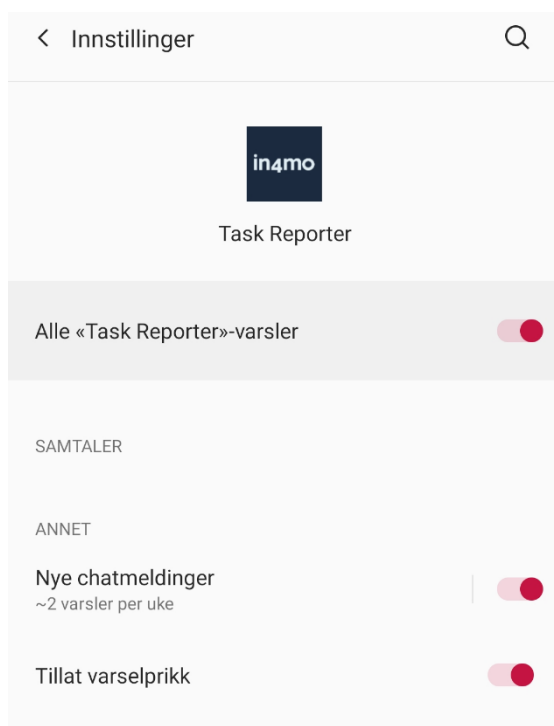 Innstillinger
in4mo
Task Reporter
Alle «Task Reporter»-varsler
SAMTALER
ANNET
Nye chatmeldinger
~2 varsler per uke
Tillat varselprikk